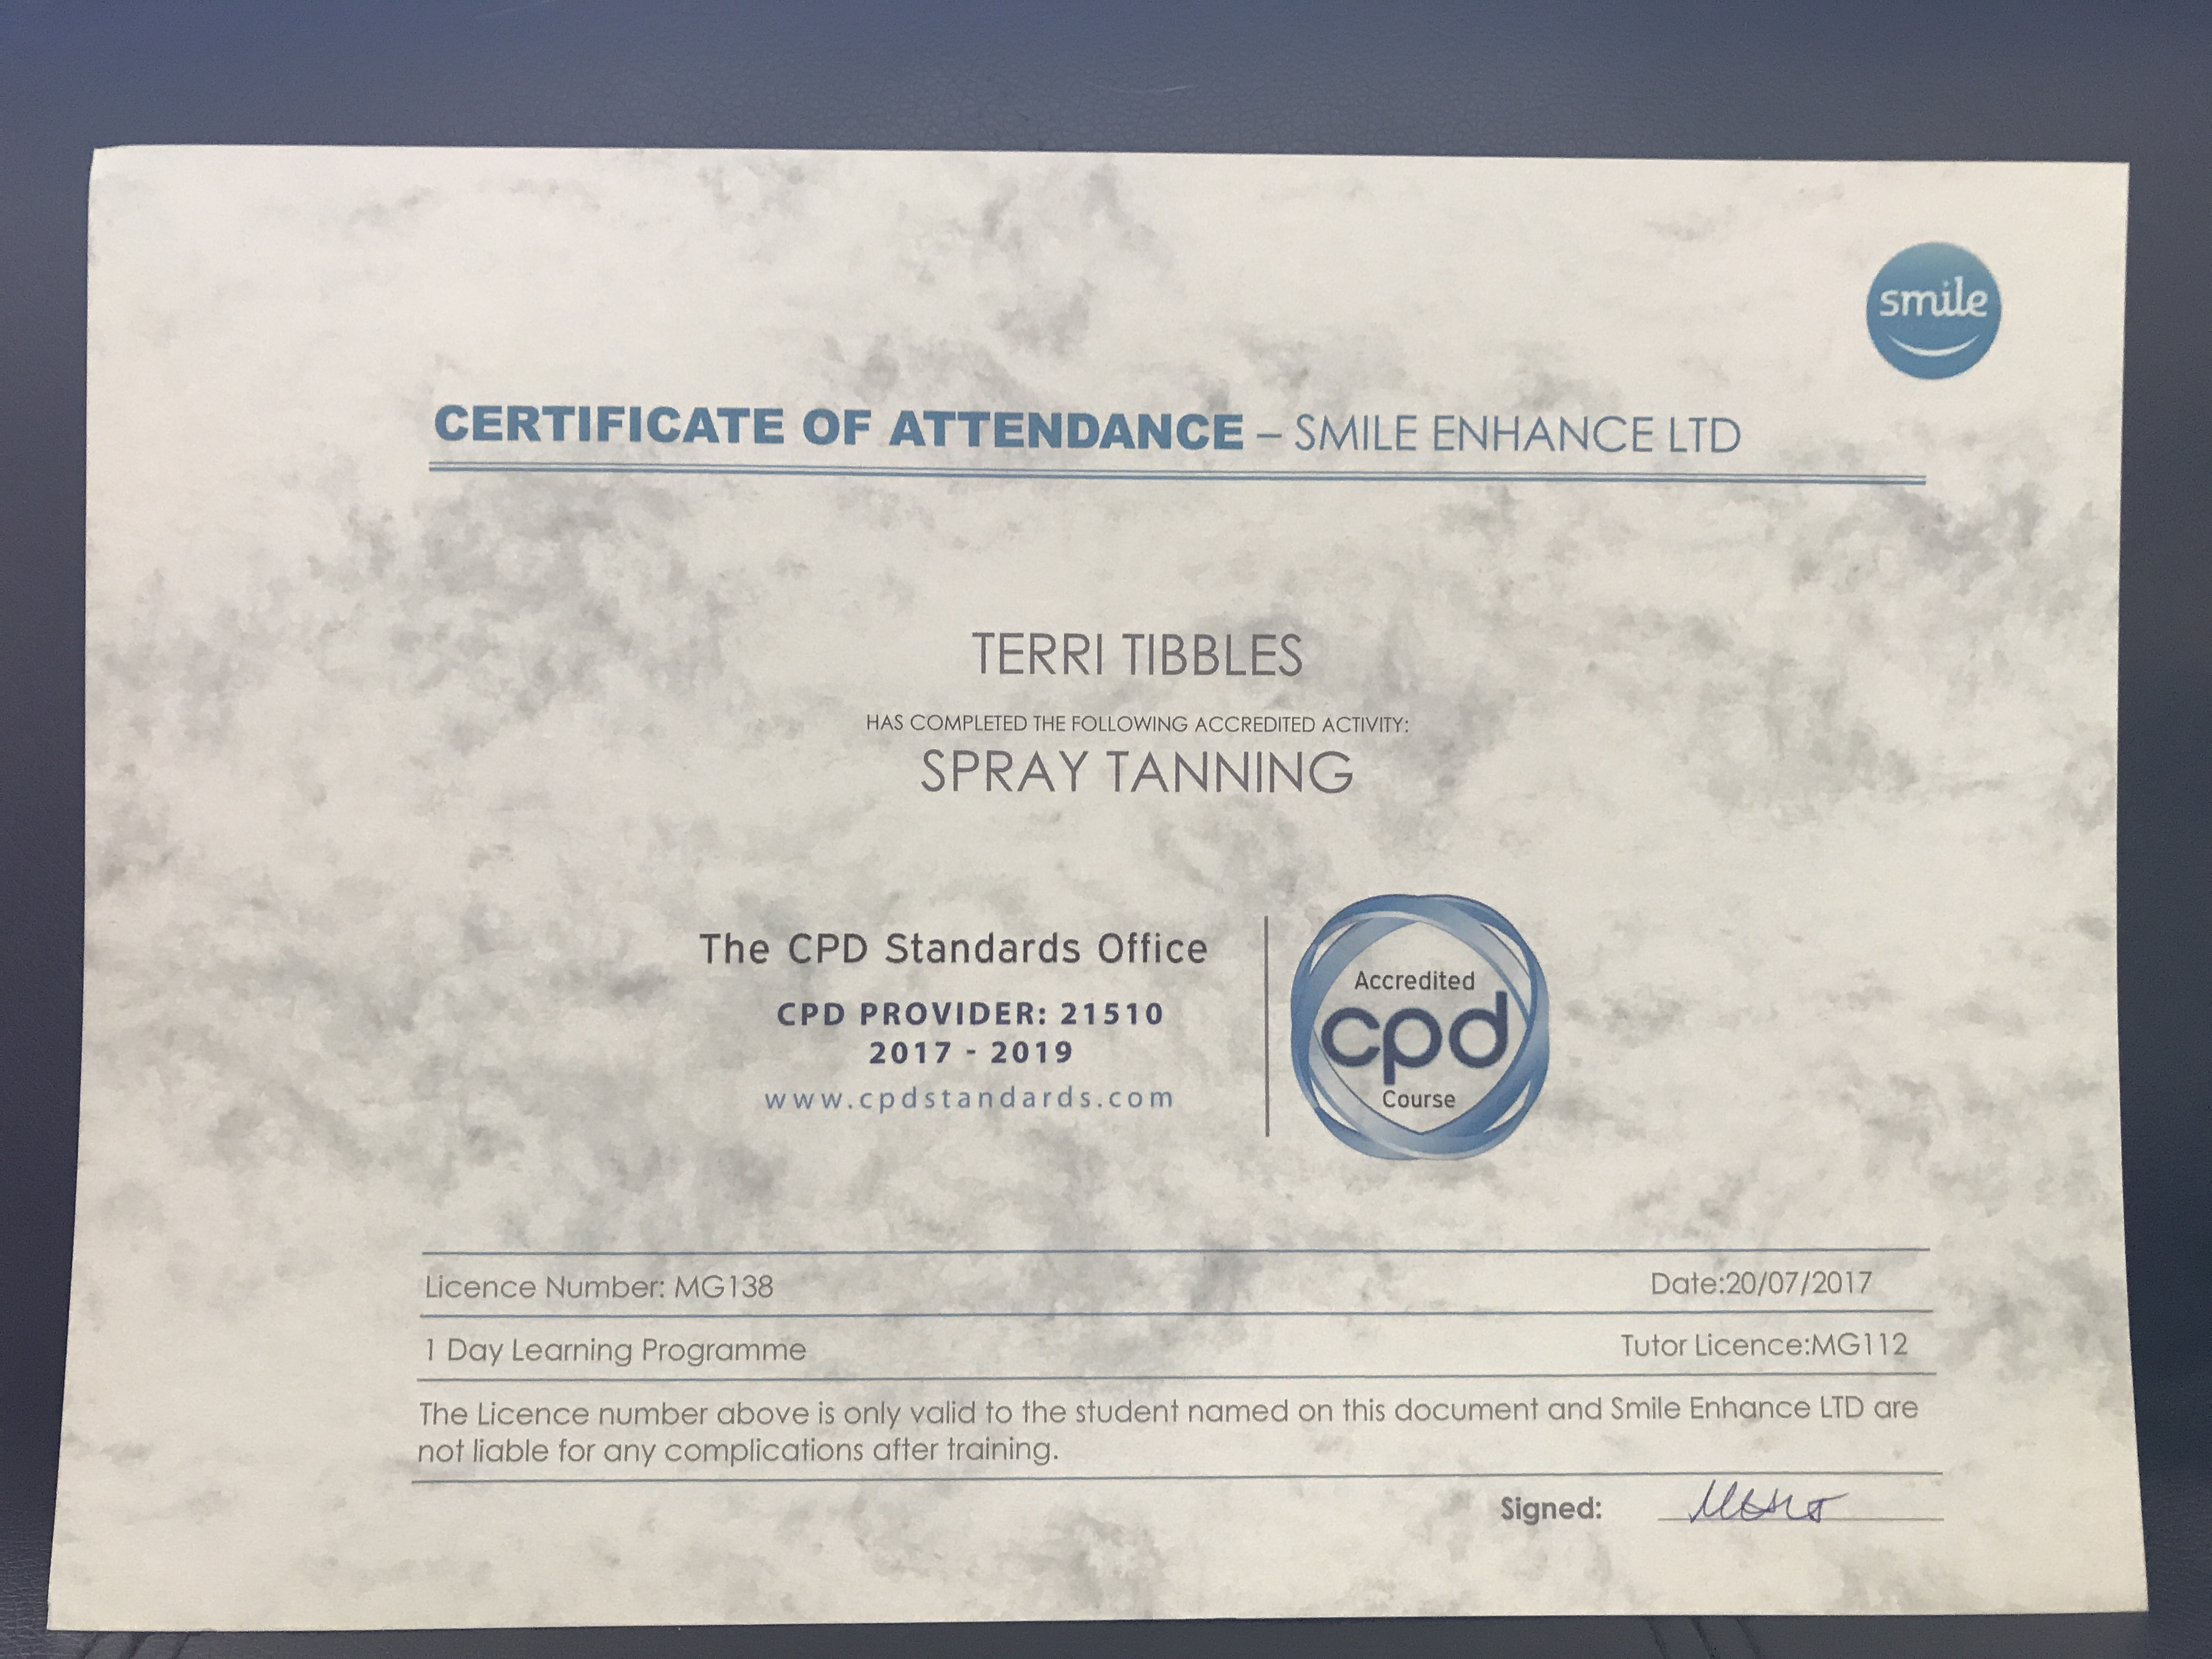 smile
CERTIFICATE OF ATTENDANCE – SMILE ENHANCE LTD
TERRI TIBBLES
HAS COMPLETED THE FOLLOWING ACCREDITED ACTIVITY:
SPRAY TANNING
The CPD Standards Office
CPD PROVIDER: 21510
2017 - 2019
www.cpdstandards.com
Accredited
cpd
Course
Licence Number: MG138
Date:20/07/2017
1 Day Learning Programme
Tutor Licence:MG112
The Licence number above is only valid to the student named on this document and Smile Enhance LTD are
not liable for any complications after training.
Signed: